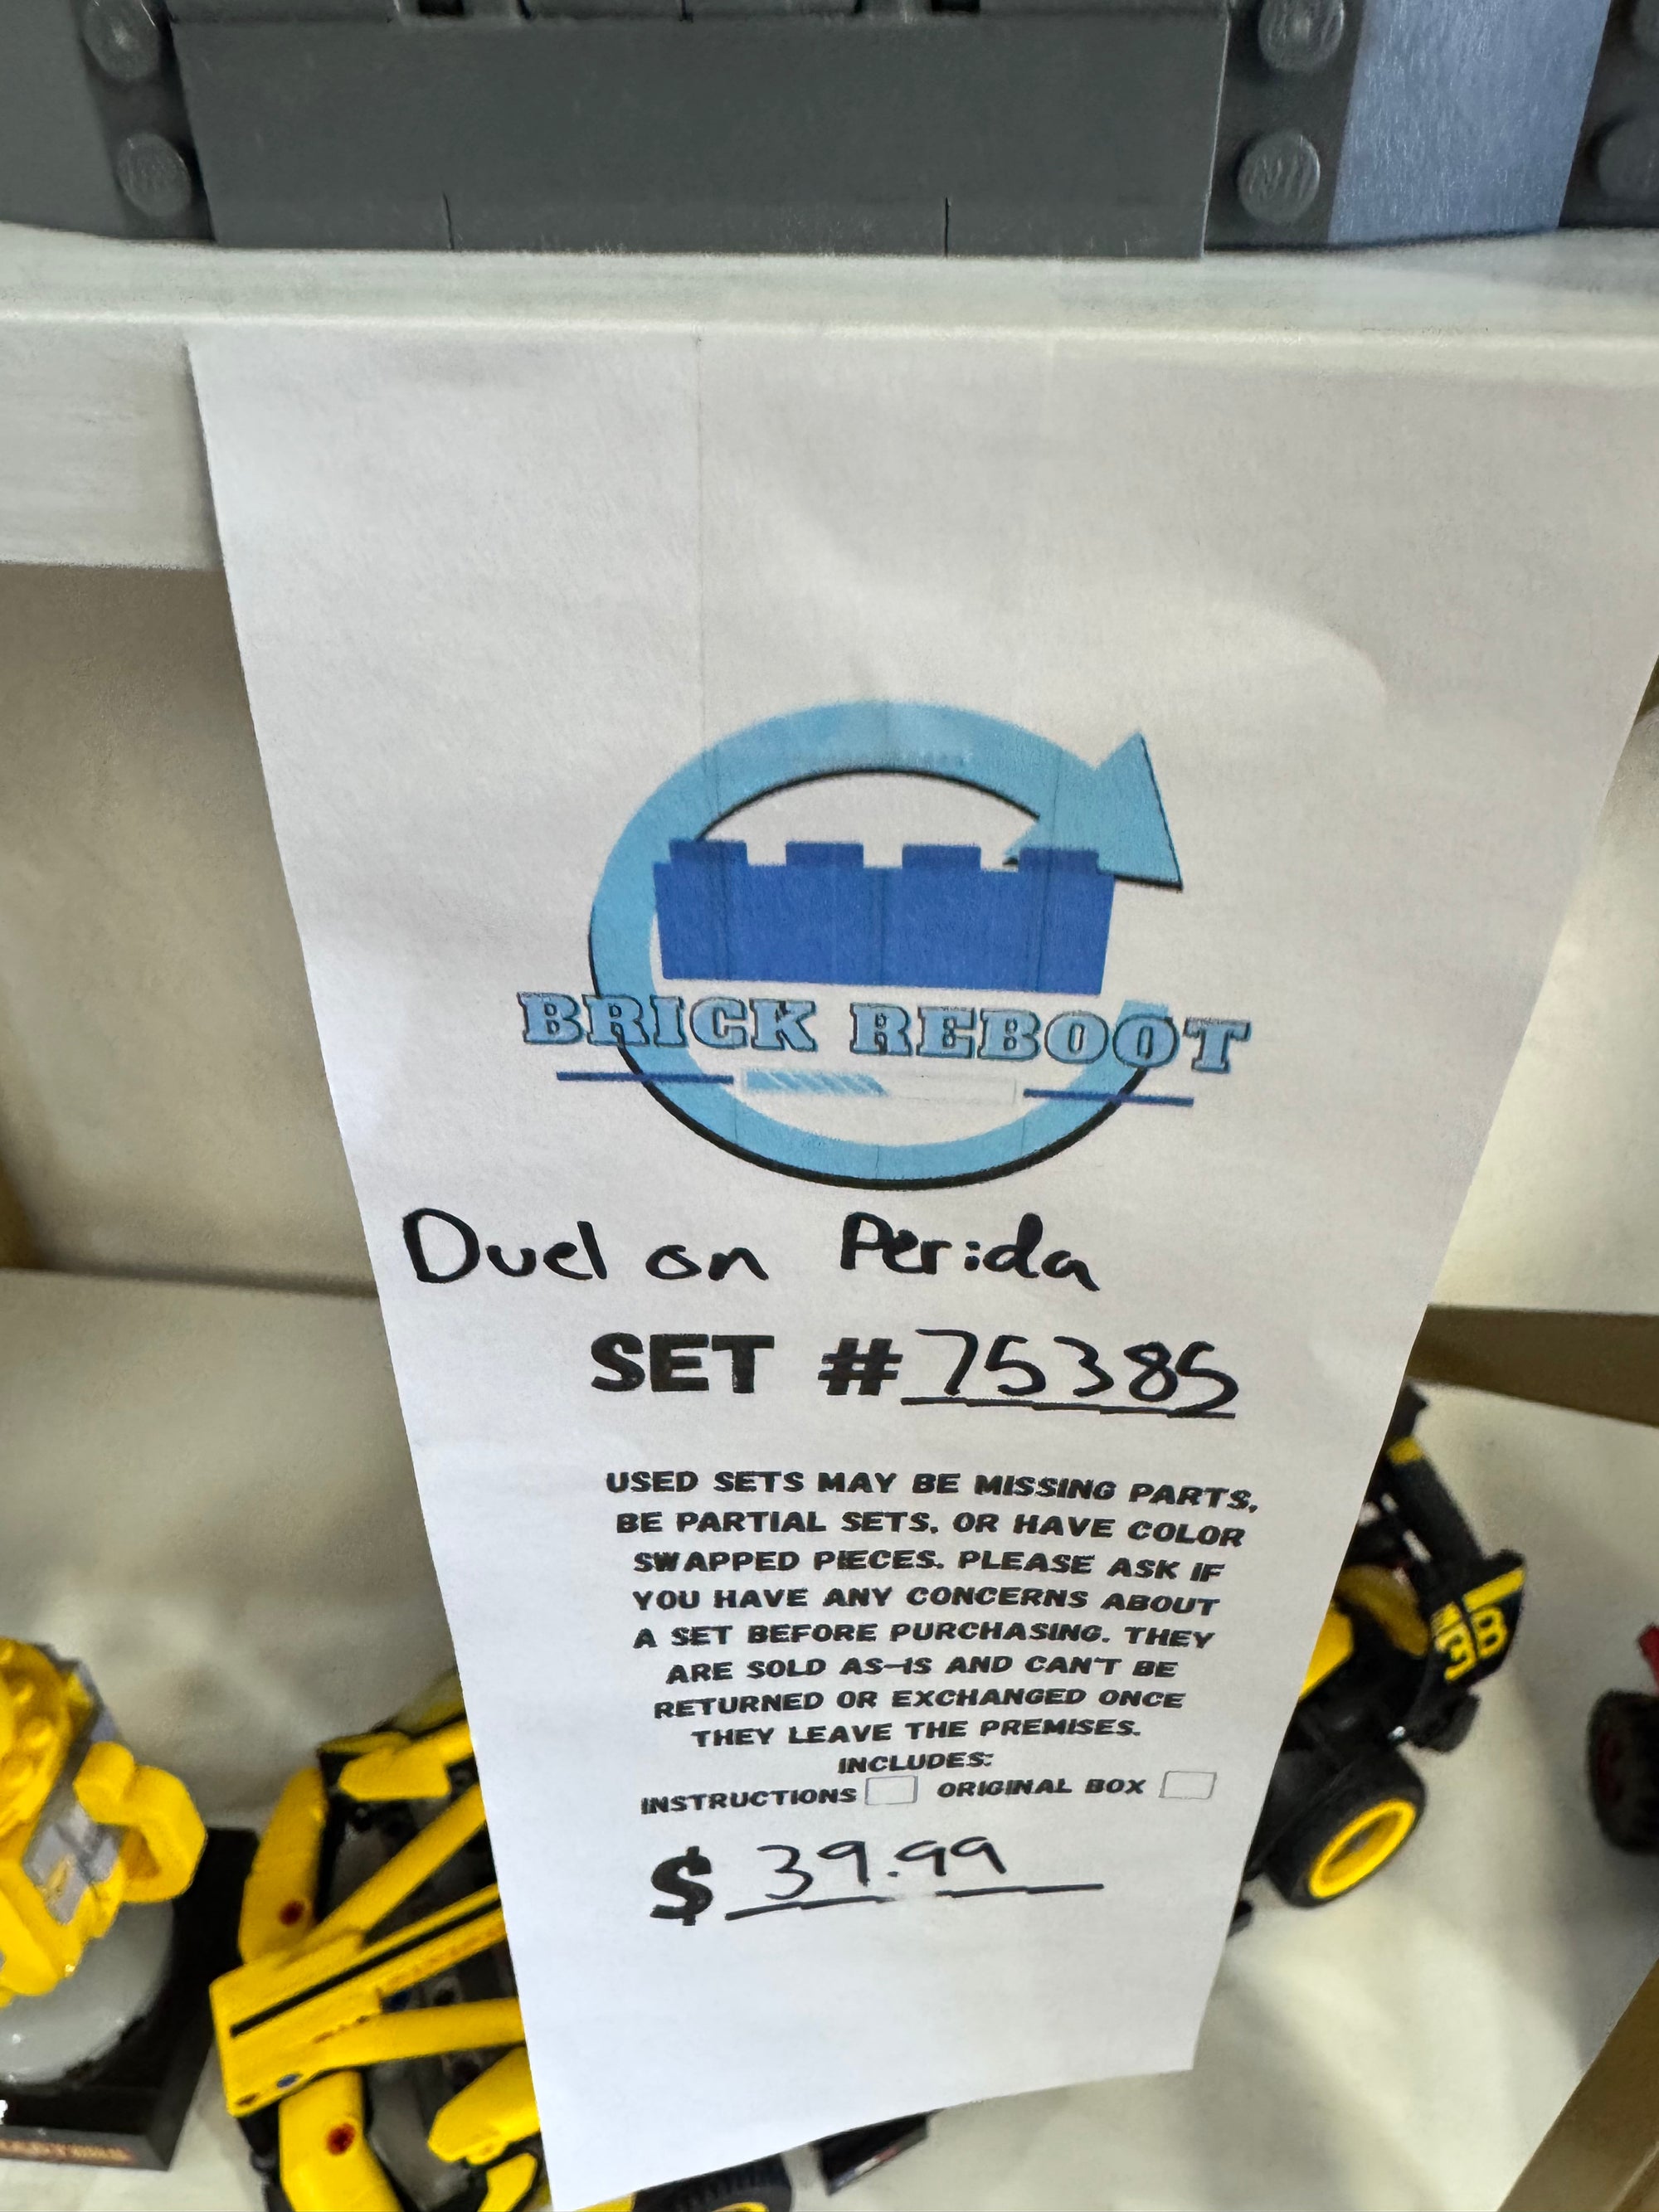 BRICK REBOOT
Duel on Perida
SET #75385
USED SETS MAY BE MISSING PARTS,
BE PARTIAL SETS, OR HAVE COLOR
SWAPPED PIECES. PLEASE ASK IF
YOU HAVE ANY CONCERNS ABOUT
A SET BEFORE PURCHASING. THEY
ARE SOLD AS-IS AND CAN'T BE
RETURNED OR EXCHANGED ONCE
THEY LEAVE THE PREMISES.
INCLUDES:
INSTRUCTIONS ORIGINAL BOX
$ 39.99
38